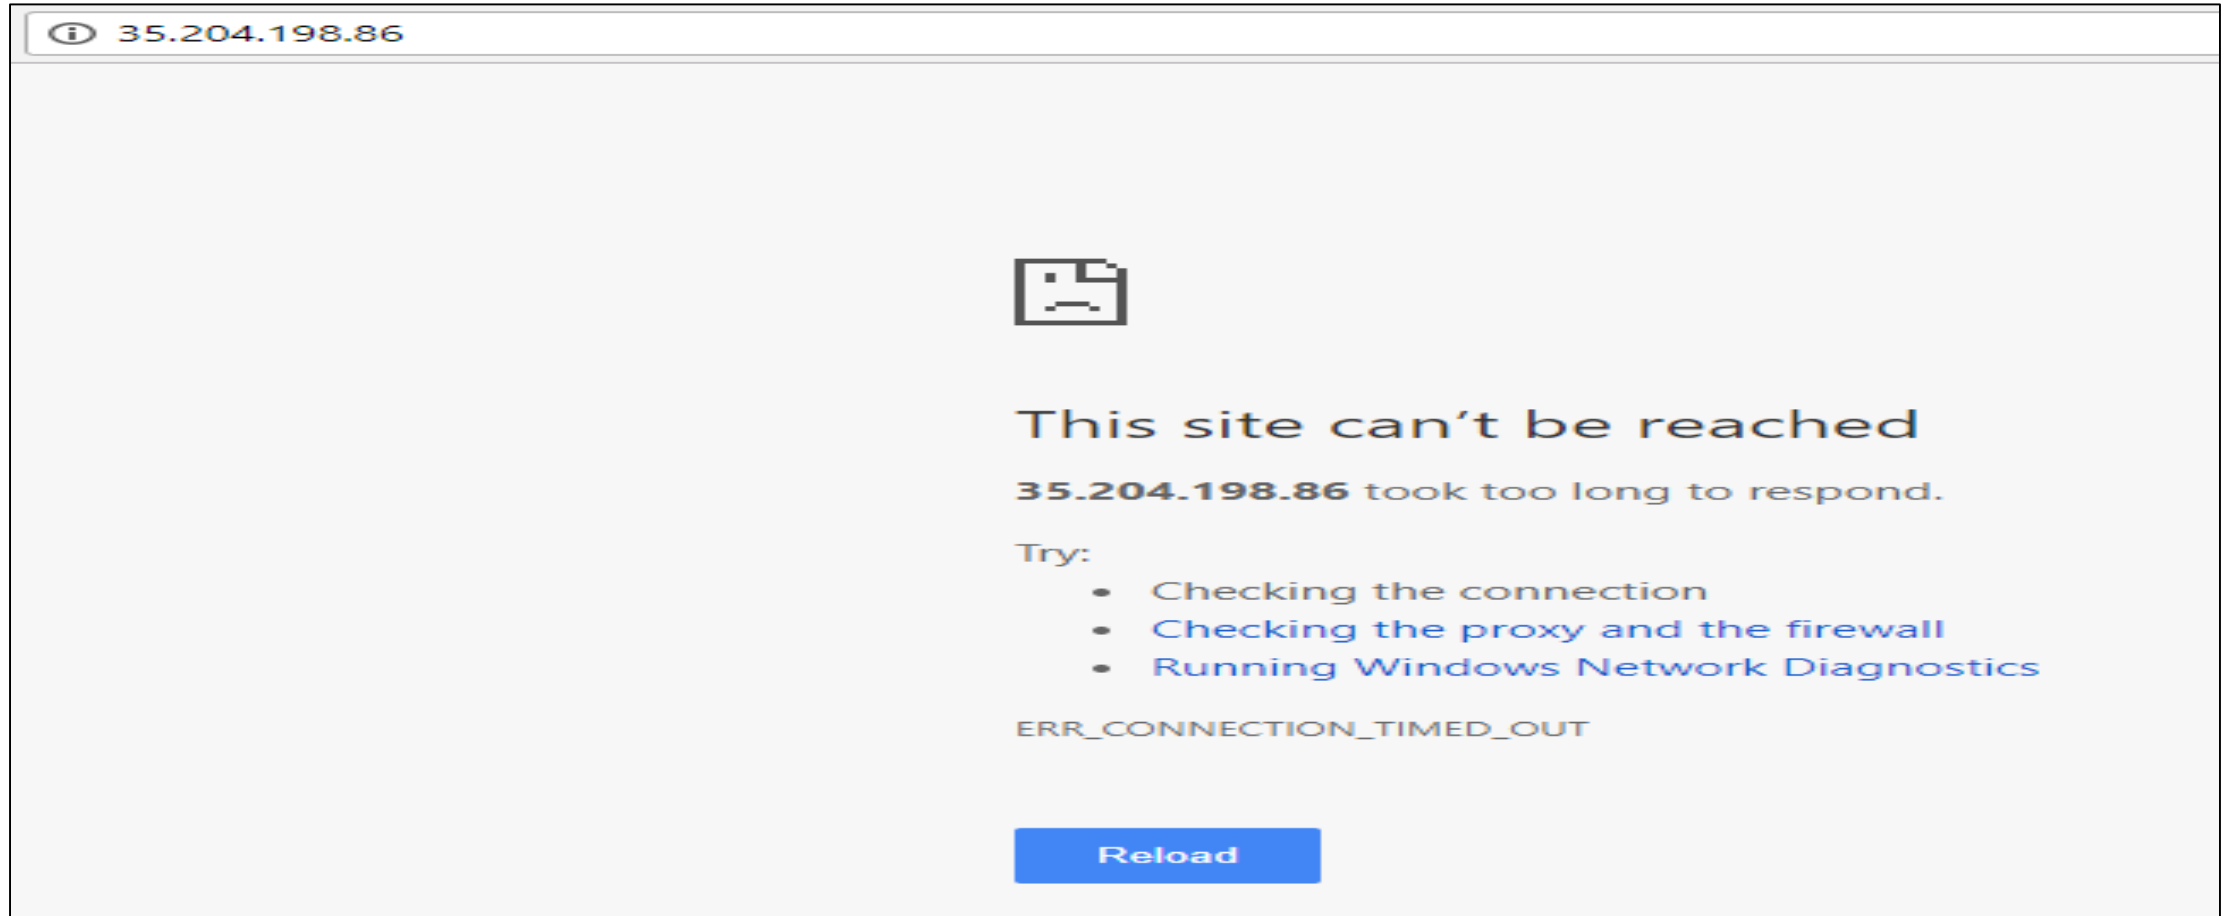 35.204.198.86
This site can't be reached
35.204.198.86 took too long to respond.
Try:
• Checking the connection
• Checking the proxy and the firewall
• Running Windows Network Diagnostics
ERR_CONNECTION_TIMED_OUT
Reload